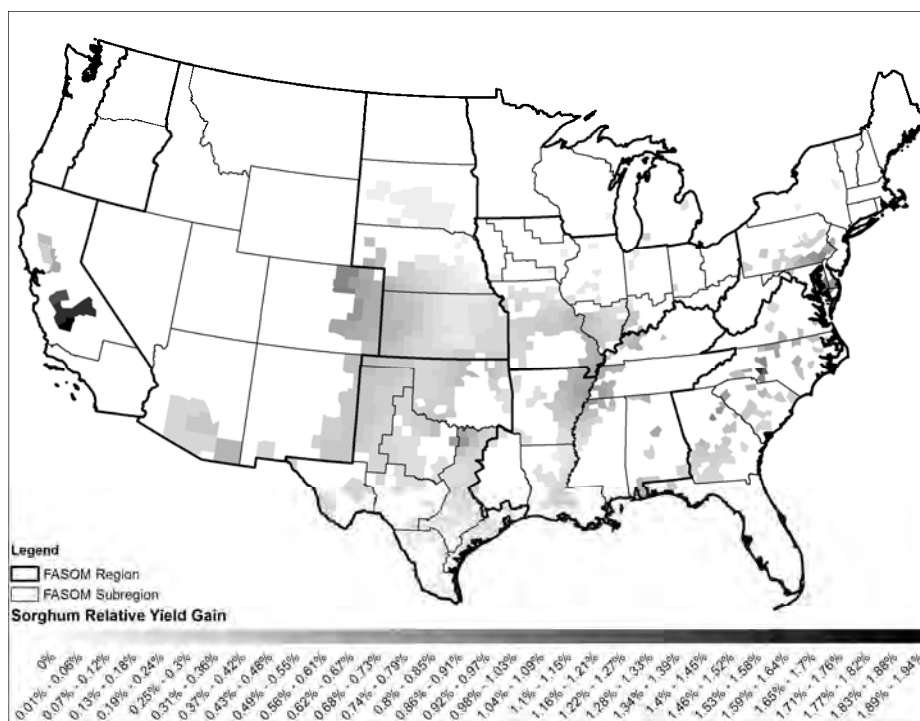 Legend
FASOM Region
FASOM Subregion
Sorghum Relative Yield Gain
0%
0.01% - 0.06%
0.07% - 0.12%
0.13% - 0.18%
0.19% - 0.24%
0.25% - 0.3%
0.31% - 0.36%
0.37% - 0.42%
0.43% - 0.48%
0.49% - 0.55%
0.56% - 0.61%
0.62% - 0.67%
0.68% - 0.73%
0.74% - 0.79%
0.8% - 0.85%
0.86% - 0.91%
0.92% - 0.97%
0.98% - 1.03%
1.04% - 1.09%
1.1% - 1.15%
1.16% - 1.21%
1.22% - 1.27%
1.28% - 1.33%
1.34% - 1.39%
1.4% - 1.45%
1.46% - 1.52%
1.53% - 1.58%
1.59% - 1.64%
1.65% - 1.7%
1.71% - 1.76%
1.77% - 1.82%
1.83% - 1.88%
1.89% - 1.94%